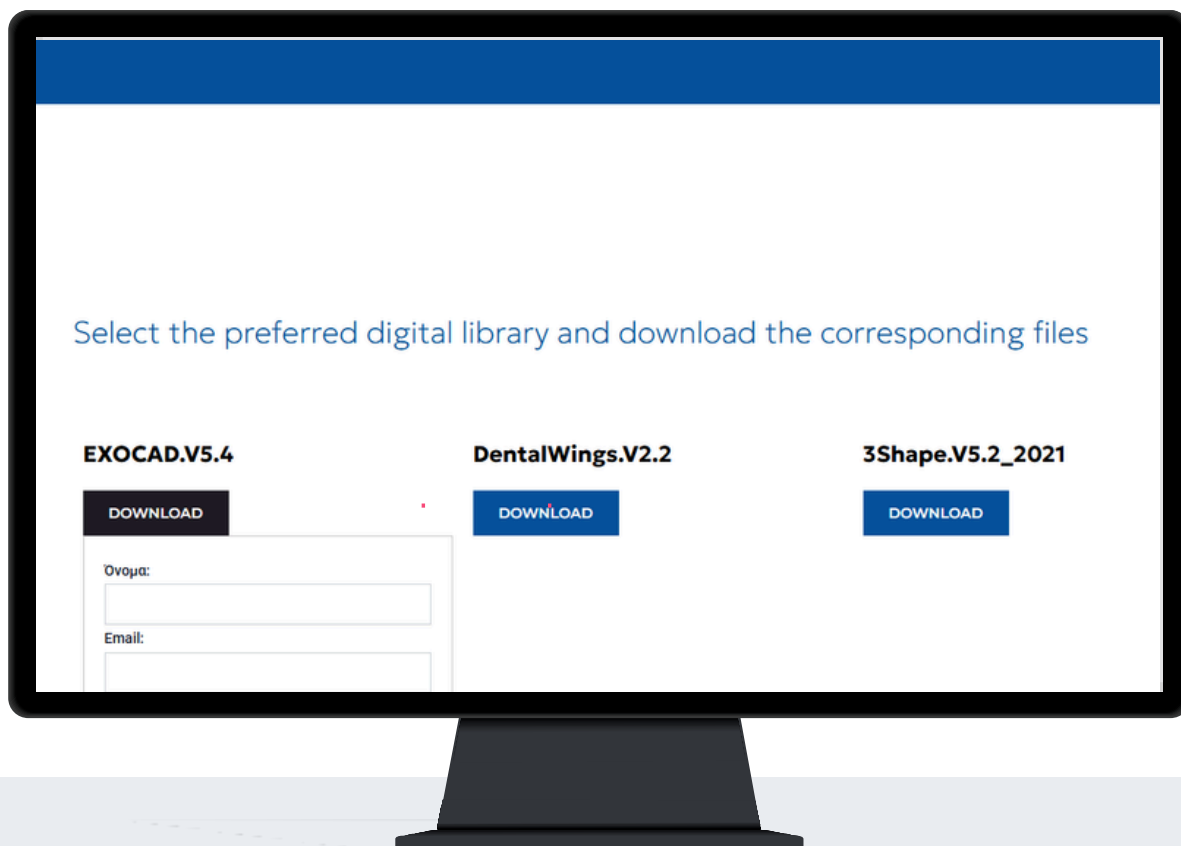 Select the preferred digital library and download the corresponding files
EXOCAD.V5.4
DentalWings.V2.2
3Shape.V5.2_2021
DOWNLOAD
DOWNLOAD
DOWNLOAD
Όνομα:
Email: